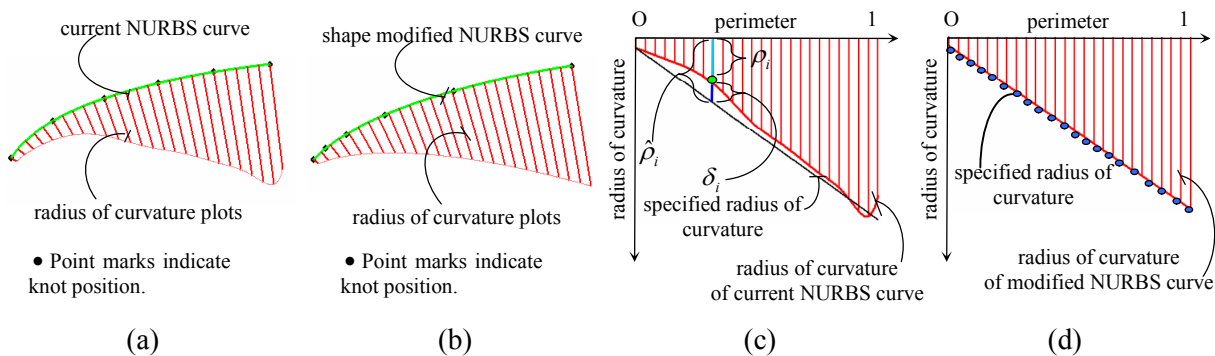 current NURBS curve
radius of curvature plots
● Point marks indicate
knot position.
(a)
shape modified NURBS curve
radius of curvature plots
● Point marks indicate
knot position.
(b)
O perimeter 1
radius of curvature
ρi
ρ̂i
δi
specified radius of
curvature
radius of curvature
of current NURBS curve
(c)
O perimeter 1
radius of curvature
specified radius of
curvature
radius of curvature
of modified NURBS curve
(d)